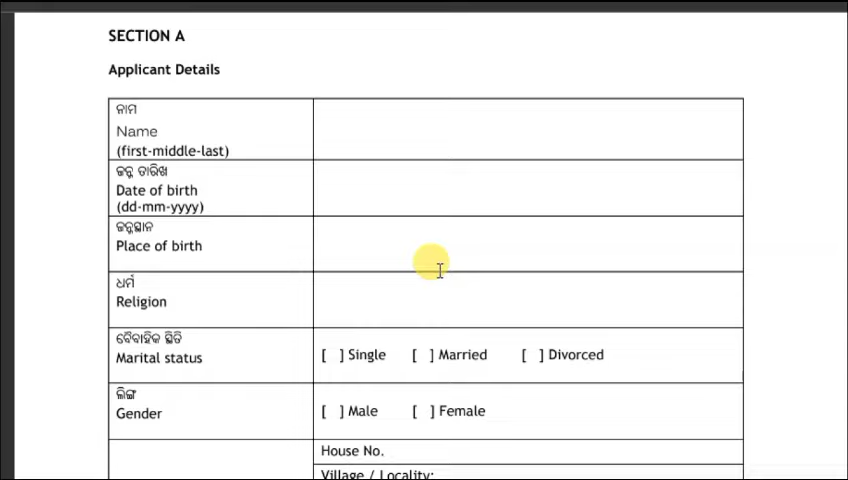 SECTION A
Applicant Details
ନାମ
Name
(first-middle-last)
ଜନ୍ମ ତାରିଖ
Date of birth
(dd-mm-yyyy)
ଜନ୍ମସ୍ଥାନ
Place of birth
ଧର୍ମ
Religion
ବୈବାହିକ ସ୍ଥିତି
Marital status
[ ] Single [ ] Married [ ] Divorced
ଲିଙ୍ଗ
Gender
[ ] Male [ ] Female
House No.
Village / Locality: